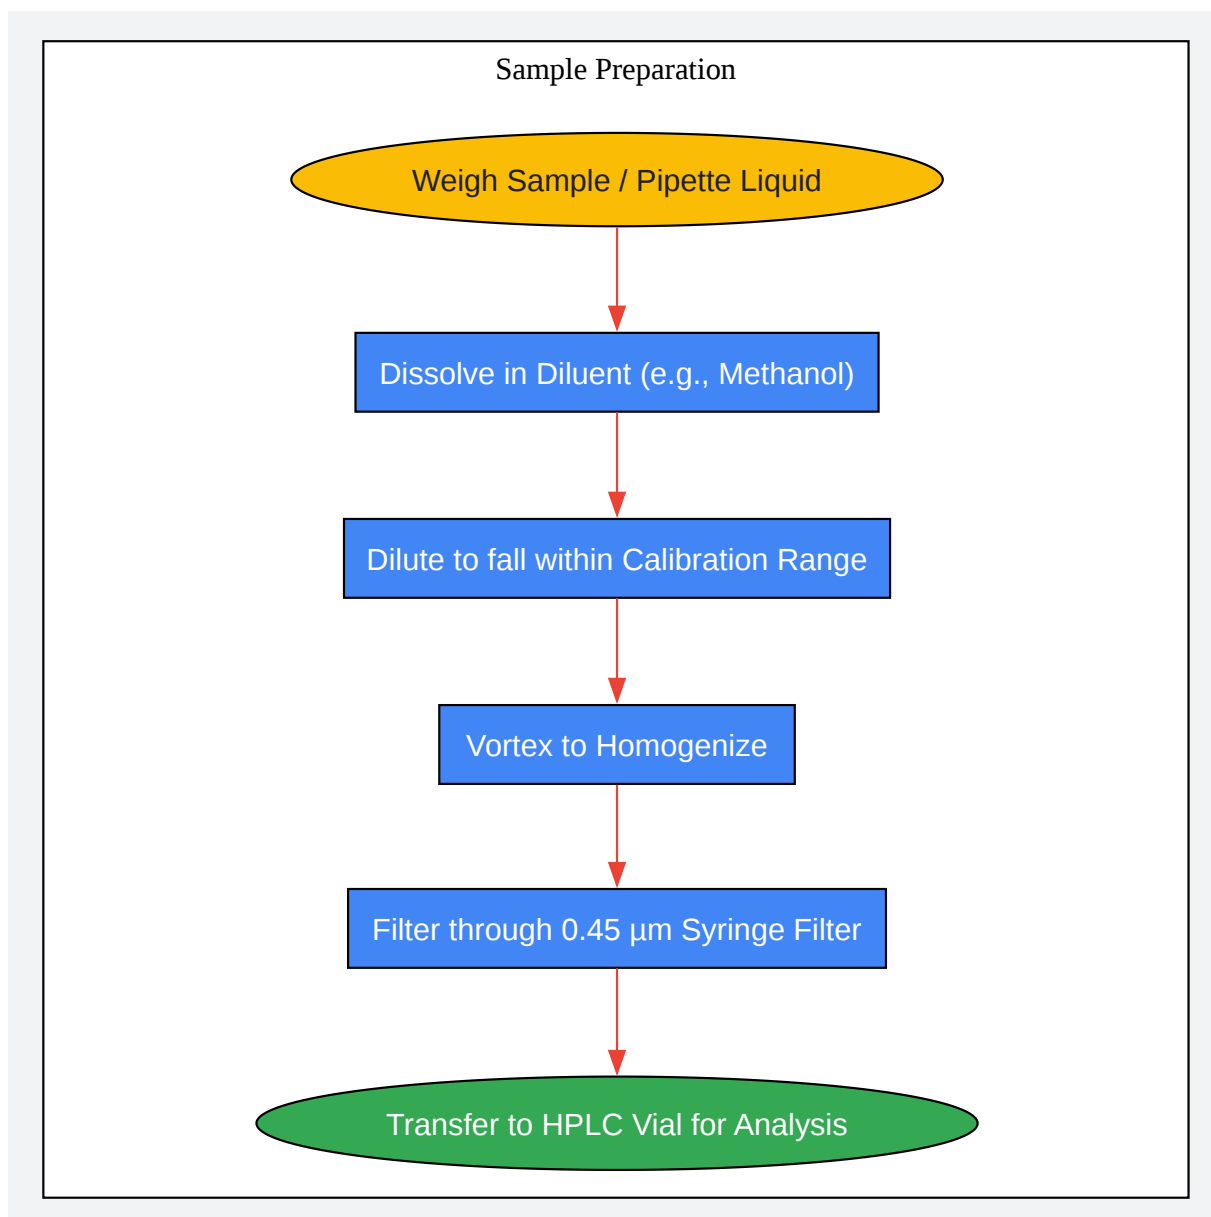 Sample Preparation
Weigh Sample / Pipette Liquid
Dissolve in Diluent (e.g., Methanol)
Dilute to fall within Calibration Range
Vortex to Homogenize
Filter through 0.45 µm Syringe Filter
Transfer to HPLC Vial for Analysis